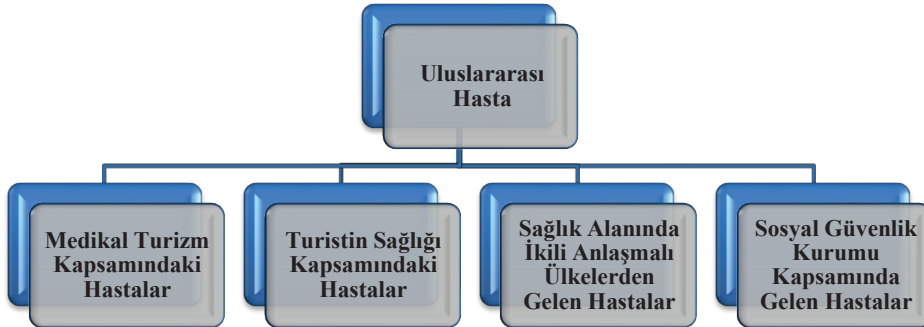 Uluslararası
Hasta
Medikal Turizm
Kapsamındaki
Hastalar
Turistin Sağlığı
Kapsamındaki
Hastalar
Sağlık Alanında
İkili Anlaşmalı
Ülkelerden
Gelen Hastalar
Sosyal Güvenlik
Kurumu
Kapsamında
Gelen Hastalar